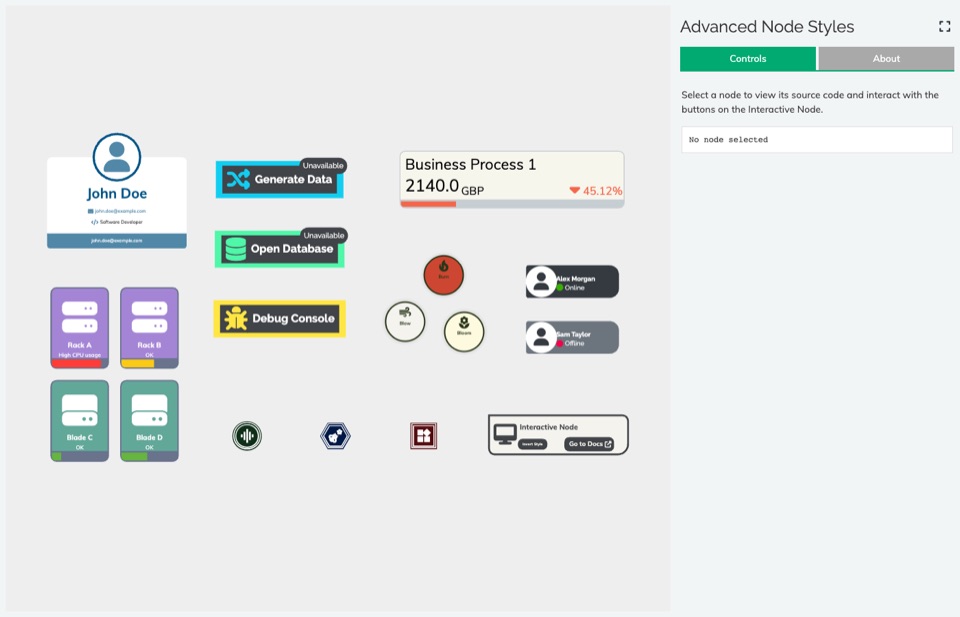 Advanced Node Styles
Controls
About
Select a node to view its source code and interact with the
buttons on the Interactive Node.
No node selected
John Doe
john.doe@example.com
</> Software Developer
john.doe@example.com
Unavailable
Generate Data
Unavailable
Open Database
Debug Console
Business Process 1
2140.0 GBP
45.12%
Burn
Blow
Bloom
Alex Morgan
Online
Sam Taylor
Offline
Rack A
High CPU usage
Rack B
OK
Blade C
OK
Blade D
OK
Interactive Node
Invert Style
Go to Docs